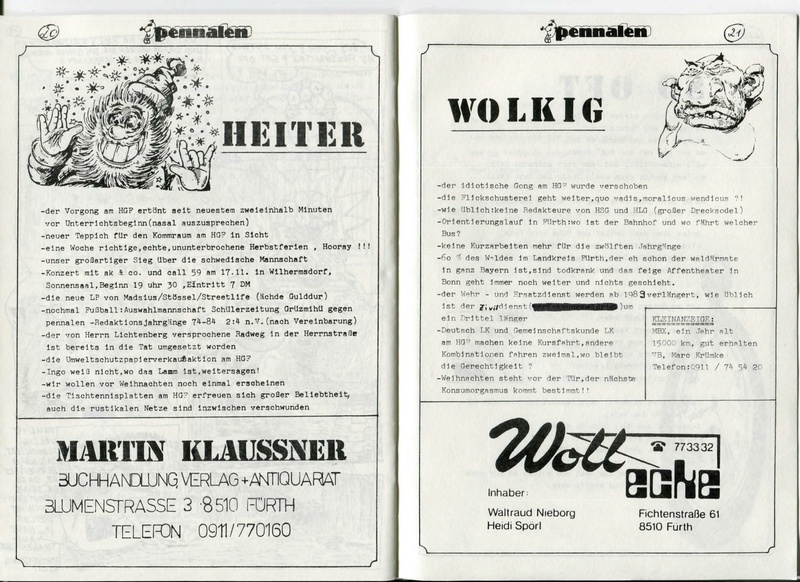 20
pennalen
HEITER
-der Vorgong am HGF ertönt seit neuestem zweieinhalb Minuten
vor Unterrichtsbeginn(nasal auszusprechen)
-neuer Teppich für den Kommraum am HGF in Sicht
-eine Woche richtige,echte,ununterbrochene Herbstferien , Hooray !!!
-unser großartiger Sieg über die schwedische Mannschaft
-Konzert mit ak & co. und call 59 am 17.11. in Wilhermsdorf,
Sonnensaal,Beginn 19 uhr 30 ,Eintritt 7 DM
-die neue LP von Madsius/Stössel/Streetlife (Nchde Gulddur)
-nochmal Fußball:Auswahlmannschaft Schülerzeitung Grüzmühl gegen
pennalen -Redaktionsjahrgänge 74-84 2:4 n.V.(nach Vereinbarung)
-der von Herrn Lichtenberg versprochene Radweg in der Herrnstraße
ist bereits in die Tat umgesetzt worden
-die Umweltschutzpapierverkaufaktion am HGF
-Ingo weiß nicht,wo das Lamm ist,weitersagen!
-wir wollen vor Weihnachten noch einmal erscheinen
-die Tischtennisplatten am HGF erfreuen sich großer Beliebtheit,
auch die rustikalen Netze sind inzwischen verschwunden
MARTIN KLAUSSNER
BUCHHANDLUNG, VERLAG + ANTIQUARIAT
BLUMENSTRASSE 3 · 8510 FÜRTH
TELEFON 0911/770160
pennalen
21
WOLKIG
-der idiotische Gong am HGF wurde verschoben
-die Flickschusterei geht weiter,quo vadis,moralicus wendicus ?!
-wie üblich:keine Redakteure von HSG und HLG (großer Drecksodel)
-Orientierungslauf in Fürth:wo ist der Bahnhof und wo fährt welcher
Bus?
-keine Kurzarbeiten mehr für die zwölften Jahrgänge
-60 % des Waldes im Landkreis Fürth,der eh schon der waldärmste
in ganz Bayern ist,sind todkrank und das feige Affentheater in
Bonn geht immer noch weiter und nichts geschieht.
-der Wehr - und Ersatzdienst werden ab 1989 verlängert, wie üblich
ist der Zivildienst( )um
ein Drittel länger
-Deutsch LK und Gemeinschaftskunde LK
am HGF machen keine Kursfahrt,andere
Kombinationen fahren zweimal,wo bleibt
die Gerechtigkeit ?
-Weihnachten steht vor der Tür,der nächste
Konsumorgasmus kommt bestimmt!!
KLEINANZEIGE:
MBX, ein Jahr alt
15000 km, gut erhalten
VB, Marc Krümke
Telefon:0911 / 74 54 20
Woll
ecke
☎ 773332
Inhaber:
Waltraud Nieborg
Heidi Spörl
Fichtenstraße 61
8510 Fürth